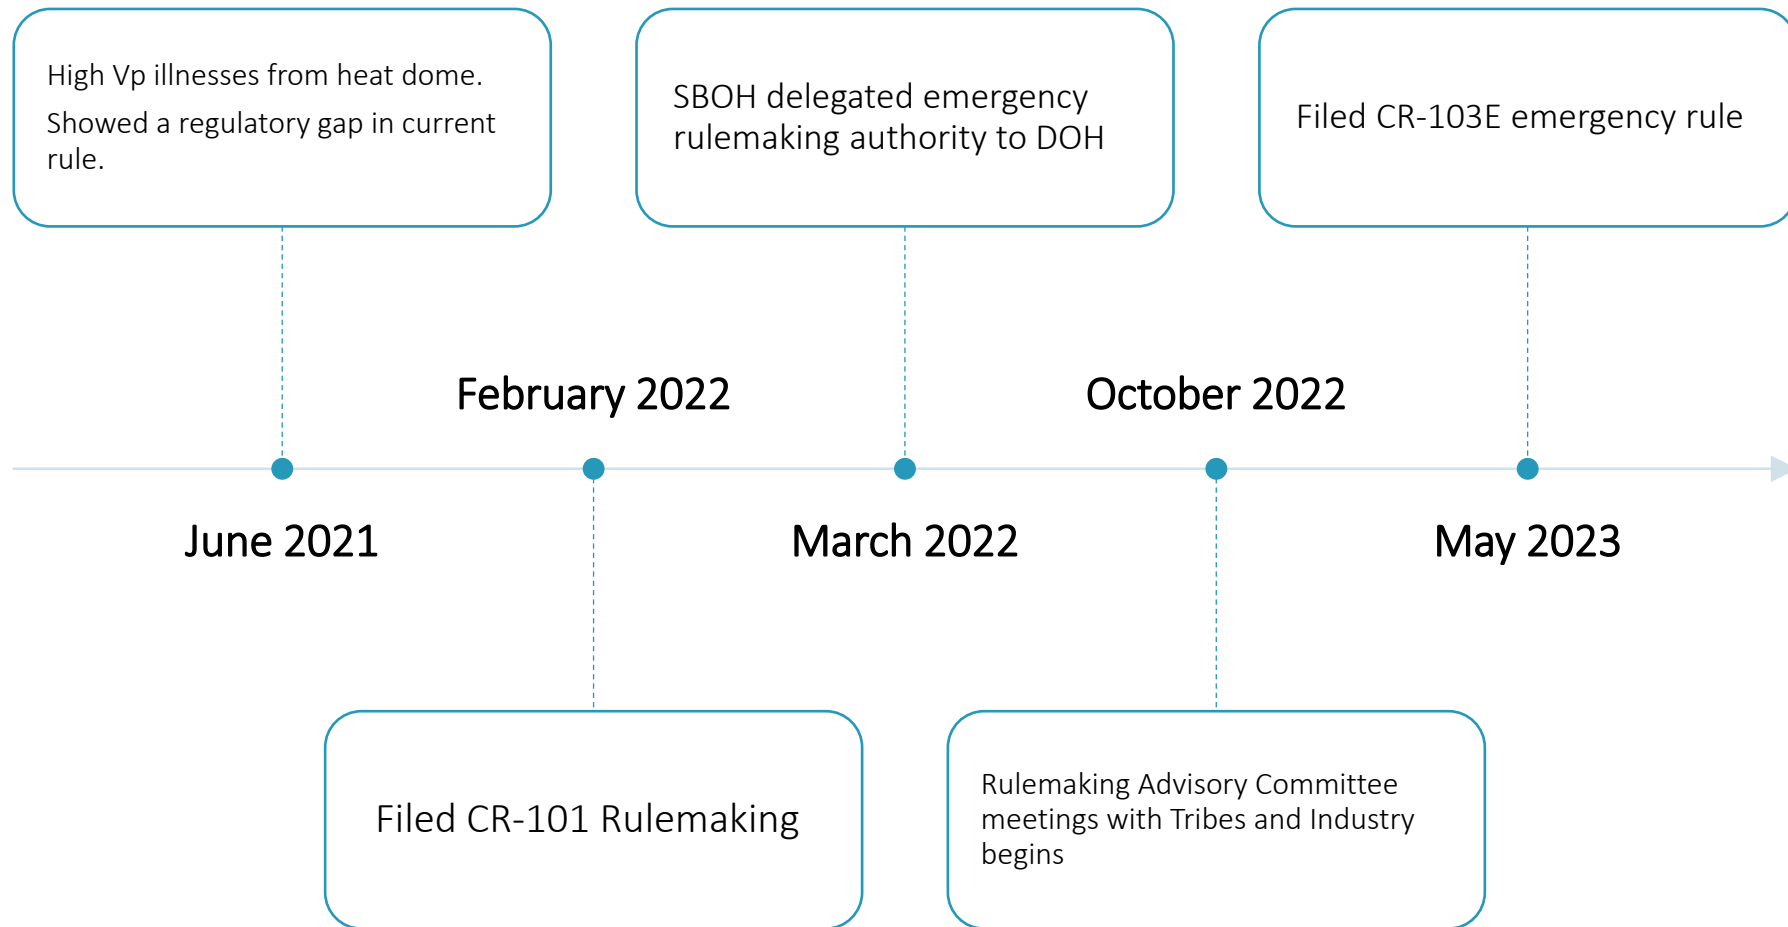 High Vp illnesses from heat dome.
Showed a regulatory gap in current
rule.
SBOH delegated emergency
rulemaking authority to DOH
Filed CR-103E emergency rule
February 2022
October 2022
June 2021
March 2022
May 2023
Filed CR-101 Rulemaking
Rulemaking Advisory Committee
meetings with Tribes and Industry
begins